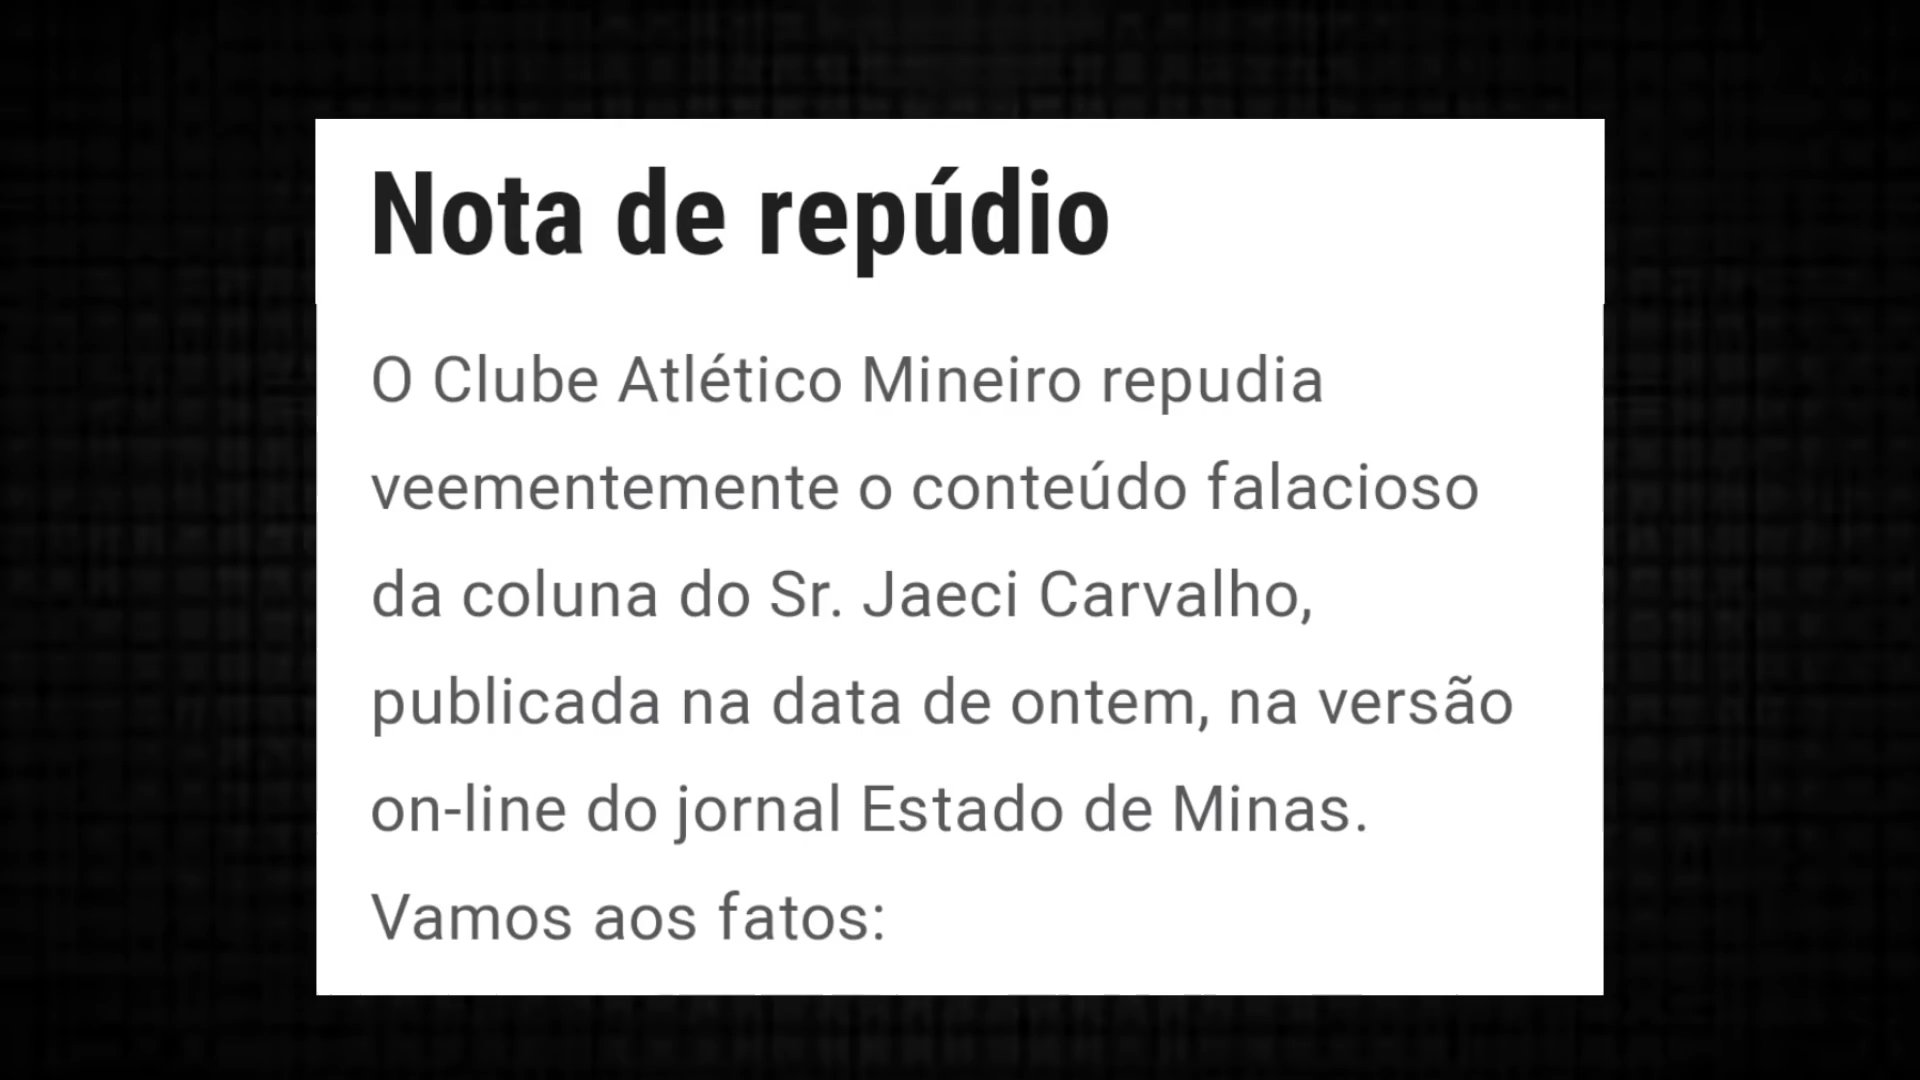 Nota de repúdio
O Clube Atlético Mineiro repudia
veementemente o conteúdo falacioso
da coluna do Sr. Jaeci Carvalho,
publicada na data de ontem, na versão
on-line do jornal Estado de Minas.
Vamos aos fatos: